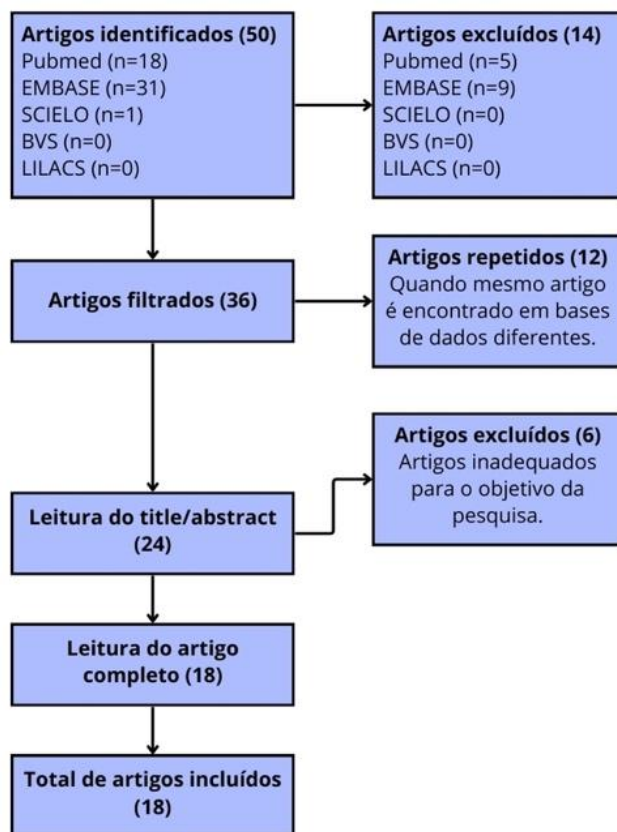 Artigos identificados (50)
Pubmed (n=18)
EMBASE (n=31)
SCIELO (n=1)
BVS (n=0)
LILACS (n=0)
Artigos excluídos (14)
Pubmed (n=5)
EMBASE (n=9)
SCIELO (n=0)
BVS (n=0)
LILACS (n=0)
Artigos filtrados (36)
Artigos repetidos (12)
Quando mesmo artigo
é encontrado em bases
de dados diferentes.
Artigos excluídos (6)
Artigos inadequados
para o objetivo da
pesquisa.
Leitura do title/abstract
(24)
Leitura do artigo
completo (18)
Total de artigos incluídos
(18)